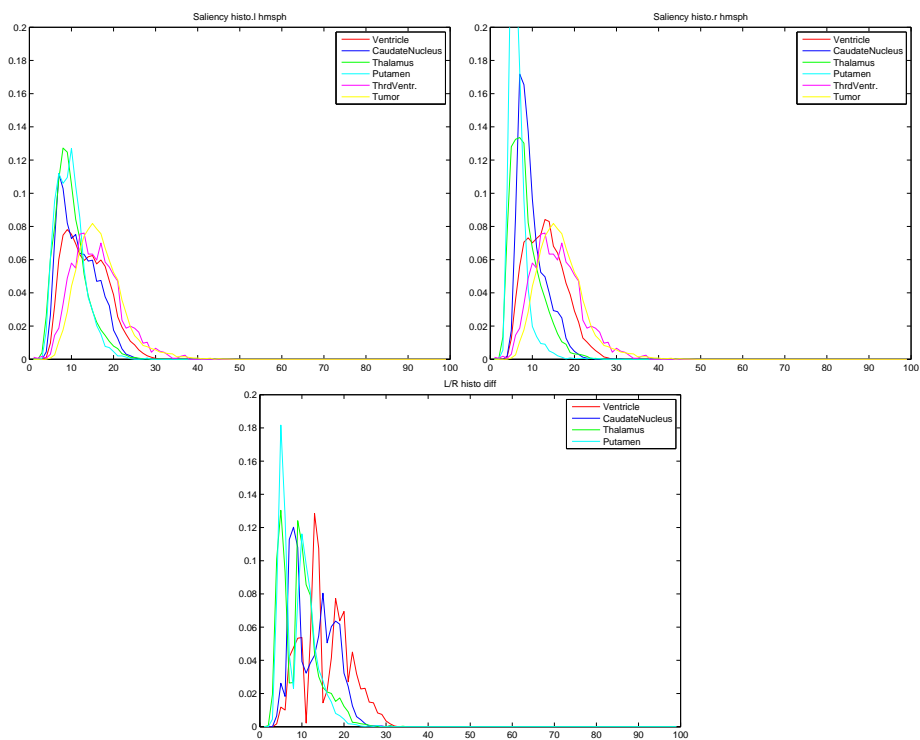 Saliency histo.l hmsph
0.2
0.18
0.16
0.14
0.12
0.1
0.08
0.06
0.04
0.02
0
0 10 20 30 40 50 60 70 80 90 100
Ventricle
CaudateNucleus
Thalamus
Putamen
ThrdVentr.
Tumor
Saliency histo.r hmsph
0.2
0.18
0.16
0.14
0.12
0.1
0.08
0.06
0.04
0.02
0
0 10 20 30 40 50 60 70 80 90 100
Ventricle
CaudateNucleus
Thalamus
Putamen
ThrdVentr.
Tumor
L/R histo diff
0.2
0.18
0.16
0.14
0.12
0.1
0.08
0.06
0.04
0.02
0
0 10 20 30 40 50 60 70 80 90 100
Ventricle
CaudateNucleus
Thalamus
Putamen